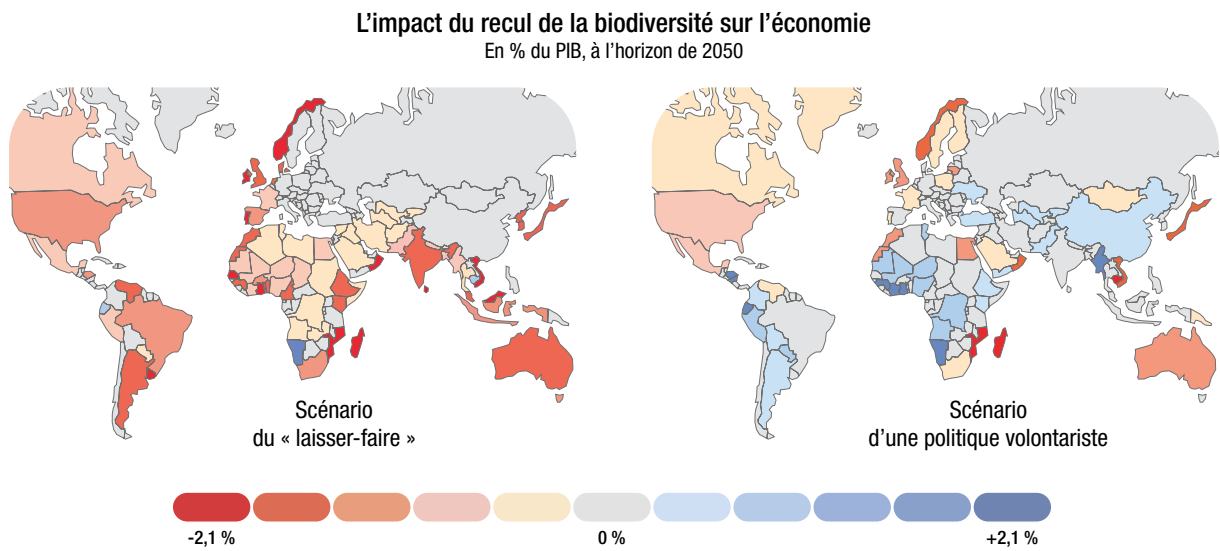 L’impact du recul de la biodiversité sur l’économie
En % du PIB, à l’horizon de 2050
Scénario
du « laisser-faire »
Scénario
d’une politique volontariste
-2,1 %
0 %
+2,1 %